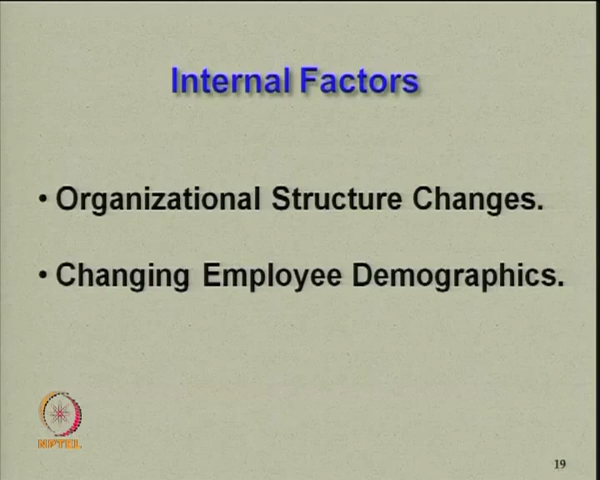 Internal Factors
• Organizational Structure Changes.
• Changing Employee Demographics.
NPTEL
19